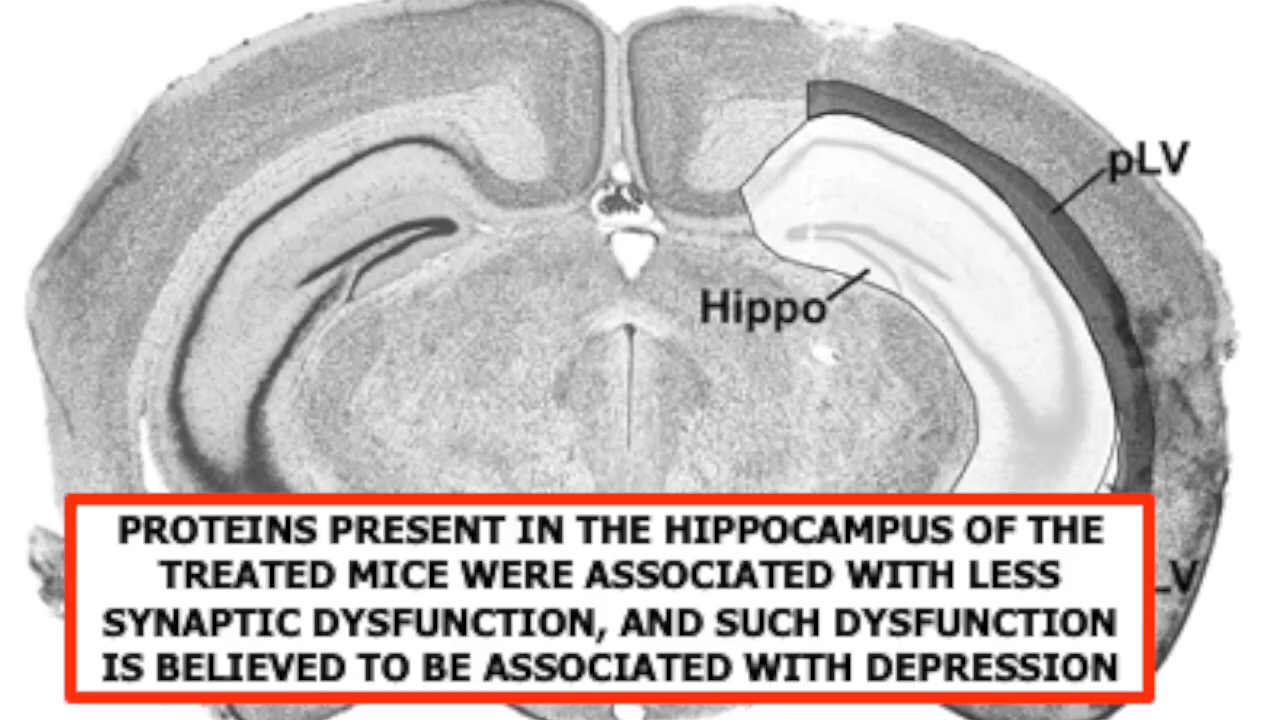 pLV
Hippo
PROTEINS PRESENT IN THE HIPPOCAMPUS OF THE
TREATED MICE WERE ASSOCIATED WITH LESS
SYNAPTIC DYSFUNCTION, AND SUCH DYSFUNCTION
IS BELIEVED TO BE ASSOCIATED WITH DEPRESSION